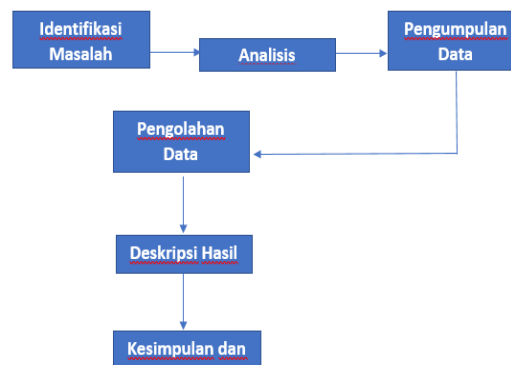 Identifikasi
Masalah
Analisis
Pengumpulan
Data
Pengolahan
Data
Deskripsi Hasil
Kesimpulan dan